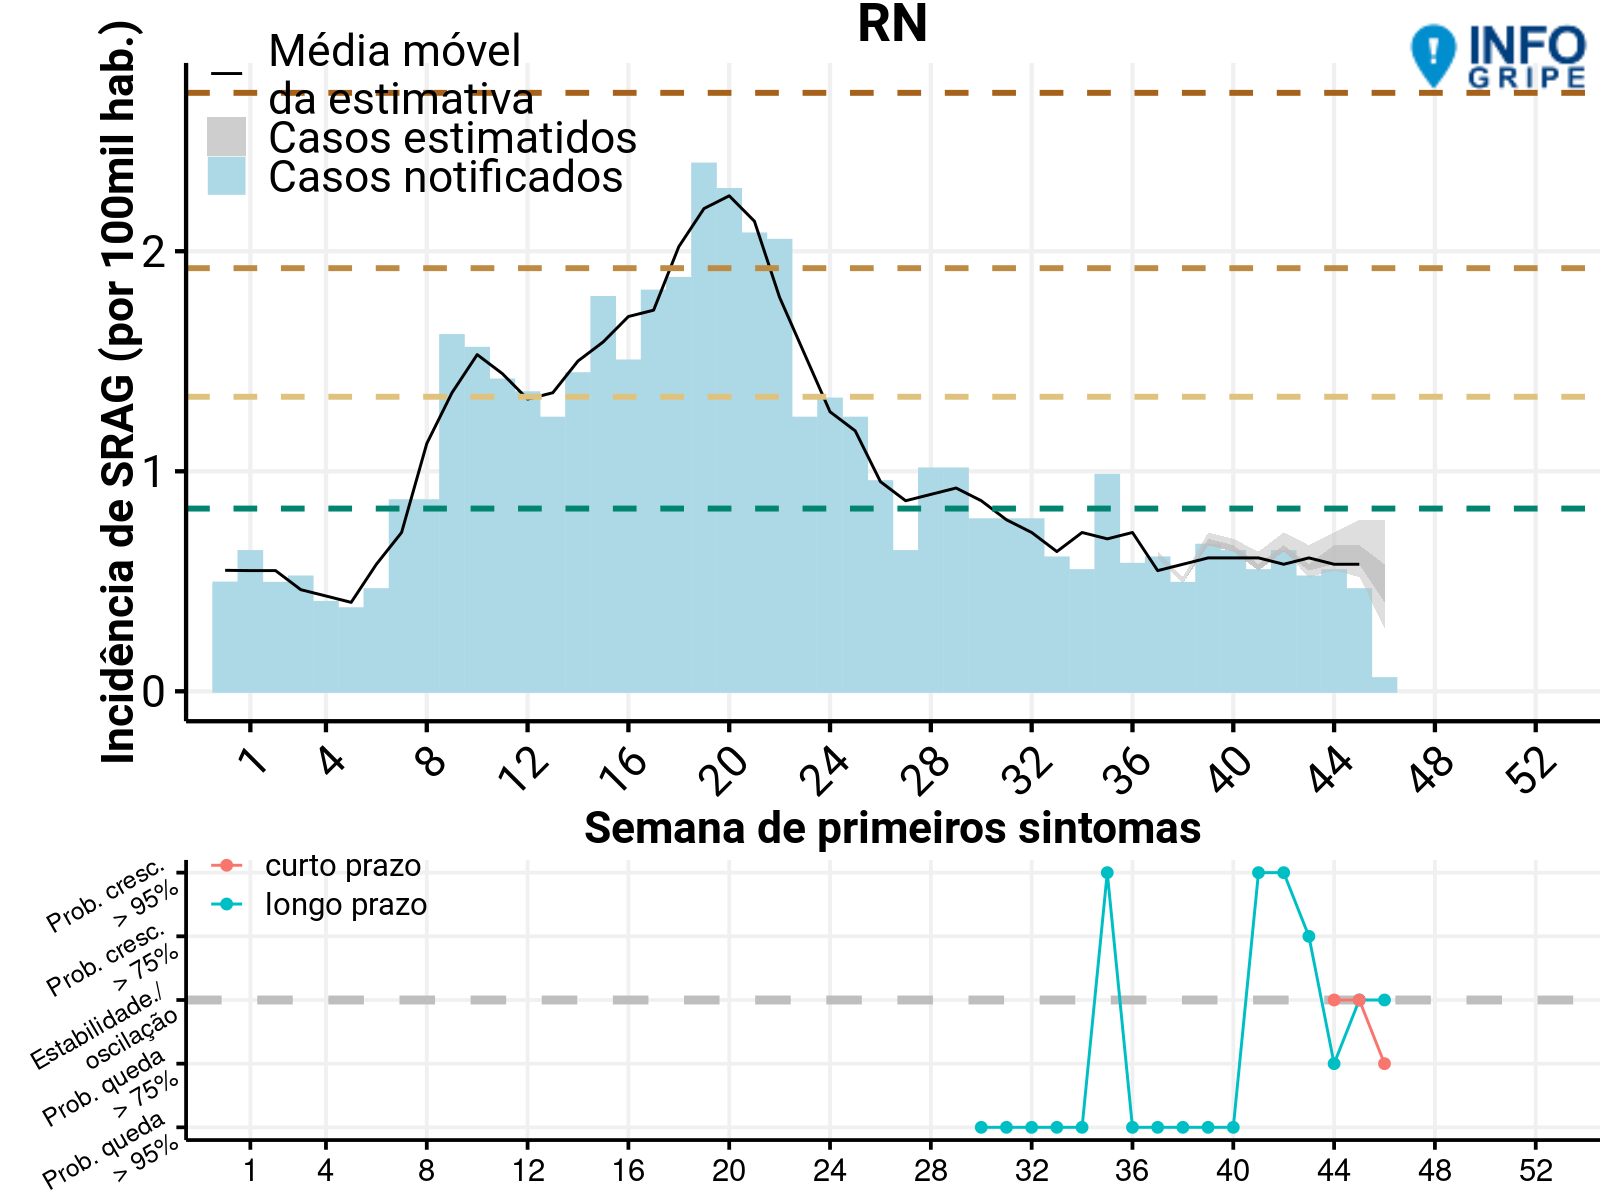 RN
INFO
GRIPE
Média móvel
da estimativa
Casos estimatidos
Casos notificados
Incidência de SRAG (por 100mil hab.)
2
1
0
1 4 8 12 16 20 24 28 32 36 40 44 48 52
Semana de primeiros sintomas
curto prazo
longo prazo
Prob. cresc.
> 95%
Prob. cresc.
> 75%
Estabilidade./
oscilação
Prob. queda
> 75%
Prob. queda
> 95%
1 4 8 12 16 20 24 28 32 36 40 44 48 52